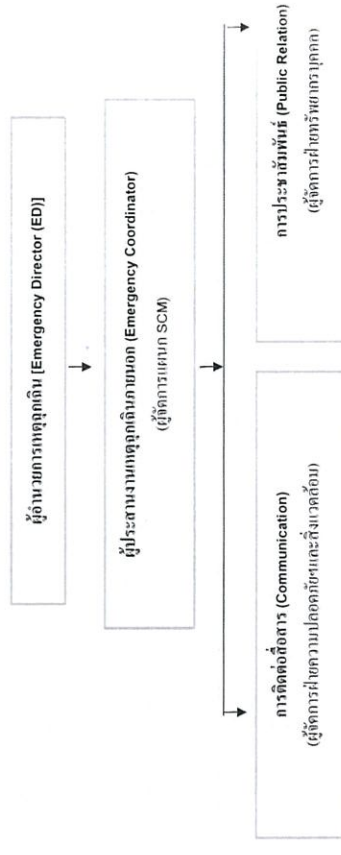 ผู้อำนวยการเหตุฉุกเฉิน [Emergency Director (ED)]
ผู้ประสานงานเหตุฉุกเฉินภายนอก (Emergency Coordinator)
(ผู้จัดการแผนก SCM)
การติดต่อสื่อสาร (Communication)
(ผู้จัดการฝ่ายความปลอดภัยฯและสิ่งแวดล้อม)
การประชาสัมพันธ์ (Public Relation)
(ผู้จัดการฝ่ายทรัพยากรบุคคล)